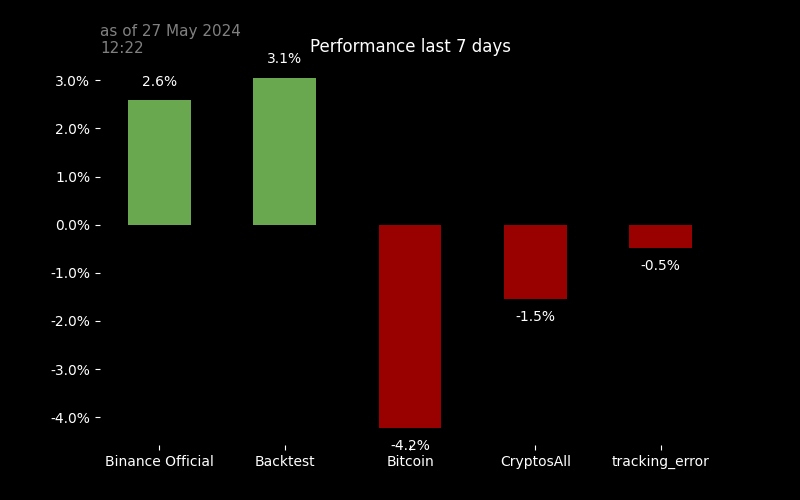 as of 27 May 2024
12:22
Performance last 7 days
3.0%
2.0%
1.0%
0.0%
-1.0%
-2.0%
-3.0%
-4.0%
2.6%
3.1%
-4.2%
-1.5%
-0.5%
Binance Official
Backtest
Bitcoin
CryptosAll
tracking_error